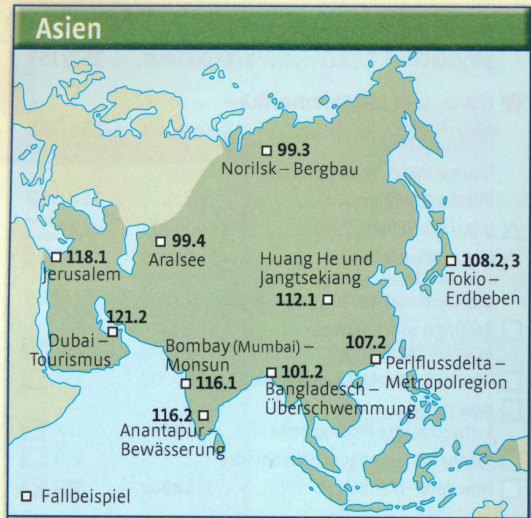 Asien
99.3
Norilsk – Bergbau
99.4
Aralsee
118.1
Jerusalem
Huang He und
Jangtsekiang
112.1
108.2, 3
Tokio –
Erdbeben
121.2
Dubai –
Tourismus
Bombay (Mumbai) –
Monsun
116.1
107.2
Perlflussdelta –
Metropolregion
101.2
Bangladesch –
Überschwemmung
116.2
Anantapur –
Bewässerung
Fallbeispiel